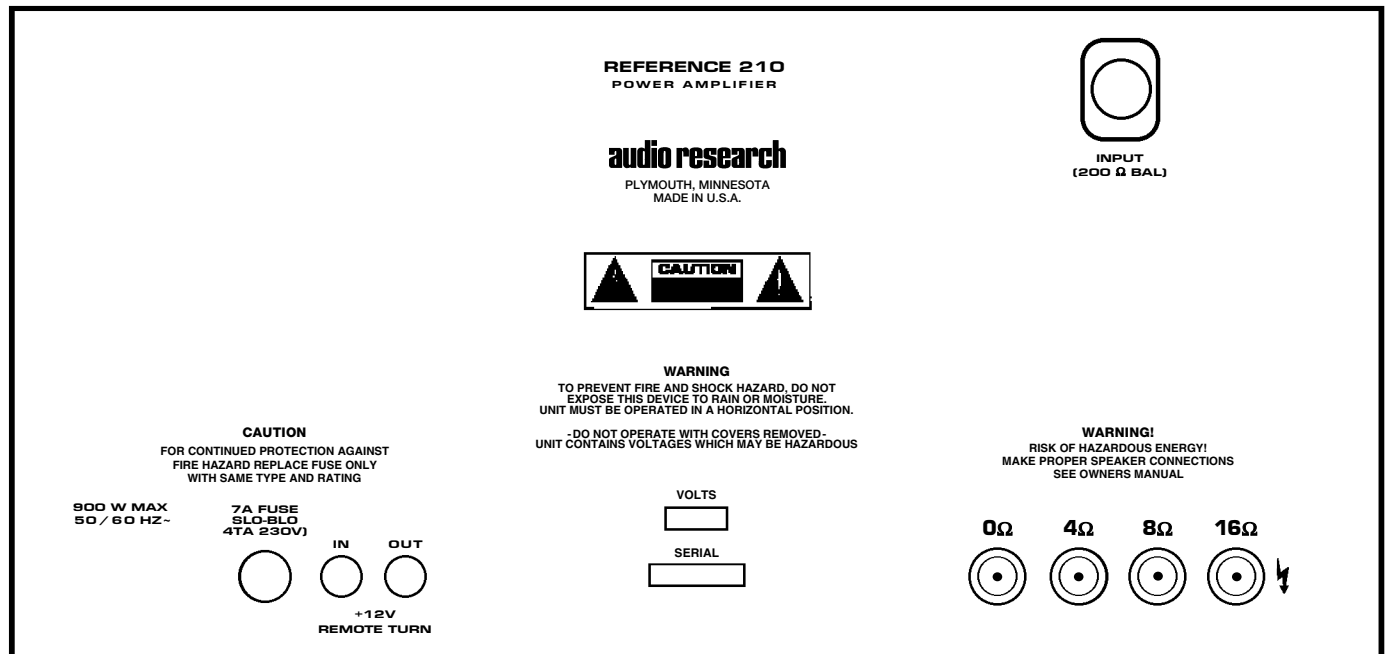 REFERENCE 210
POWER AMPLIFIER
INPUT
(200 Ω BAL)
audio research
PLYMOUTH, MINNESOTA
MADE IN U.S.A.
CAUTION
WARNING
TO PREVENT FIRE AND SHOCK HAZARD, DO NOT
EXPOSE THIS DEVICE TO RAIN OR MOISTURE.
UNIT MUST BE OPERATED IN A HORIZONTAL POSITION.
-DO NOT OPERATE WITH COVERS REMOVED-
UNIT CONTAINS VOLTAGES WHICH MAY BE HAZARDOUS
CAUTION
FOR CONTINUED PROTECTION AGAINST
FIRE HAZARD REPLACE FUSE ONLY
WITH SAME TYPE AND RATING
900 W MAX
50/60 HZ~
7A FUSE
SLO-BLO
4TA 230V)
IN
OUT
+12V
REMOTE TURN
VOLTS
SERIAL
WARNING!
RISK OF HAZARDOUS ENERGY!
MAKE PROPER SPEAKER CONNECTIONS
SEE OWNERS MANUAL
0Ω 4Ω 8Ω 16Ω